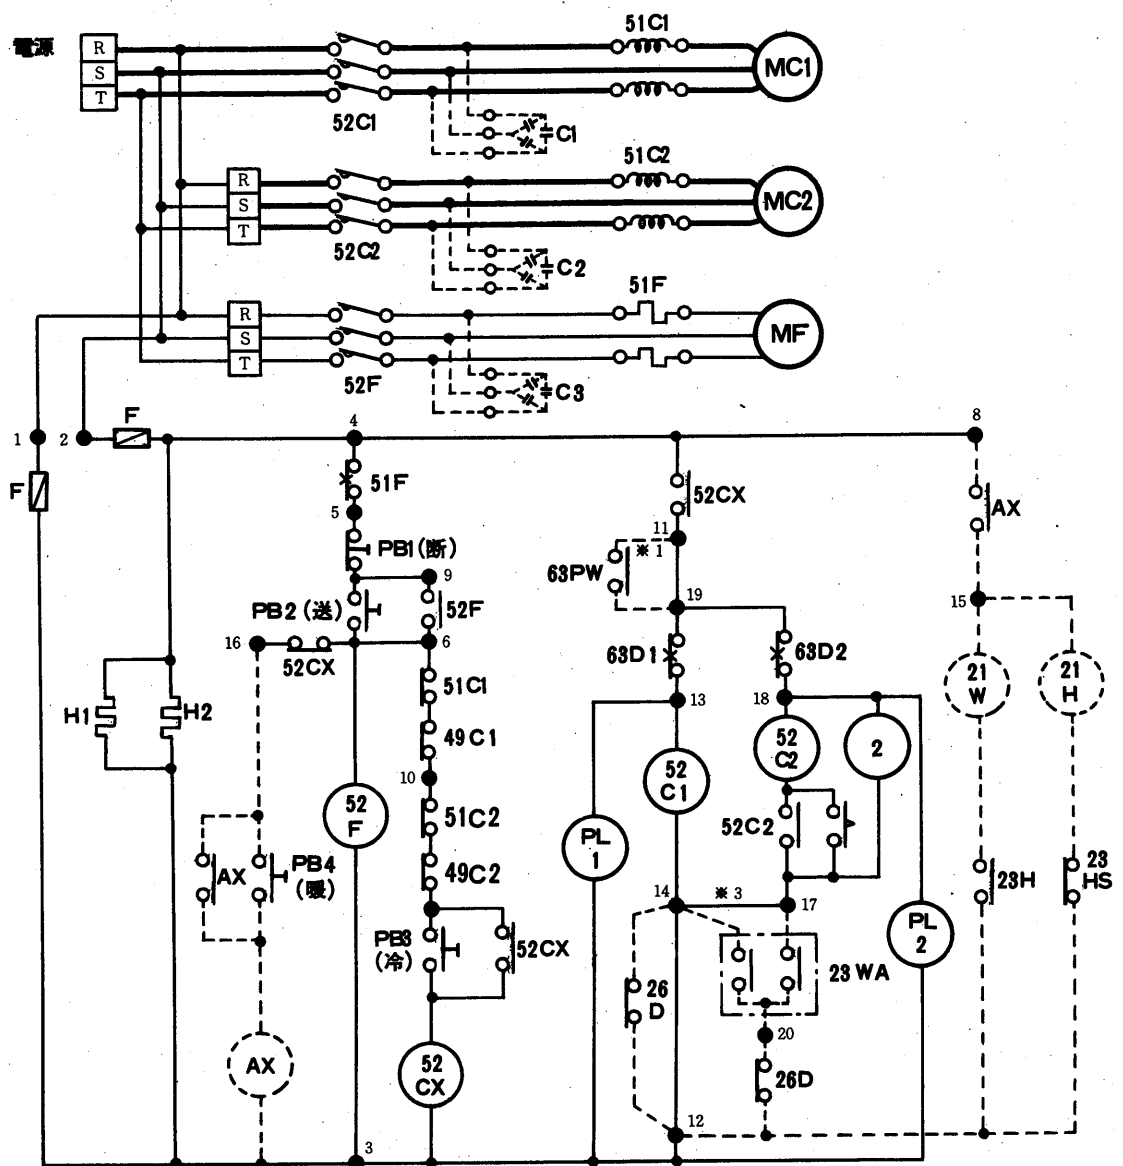 電源
R
S
T
52C1
51C1
MC1
C1
R
S
T
52C2
51C2
MC2
C2
R
S
T
52F
51F
MF
C3
1
2
F
F
4
8
51F
52CX
AX
5
11
※ 1
PB1(断)
63PW
9
19
15
PB2(送)
52F
16
52CX
6
63D1
63D2
21
W
21
H
51C1
13
18
H1
H2
49C1
52
C2
2
10
52
C1
52
F
51C2
52C2
PL
1
AX
PB4
(暖)
49C2
23H
23
HS
14
※ 3
17
PL
2
PB3
(冷)
52CX
23WA
26
D
20
AX
52
CX
26D
12
3